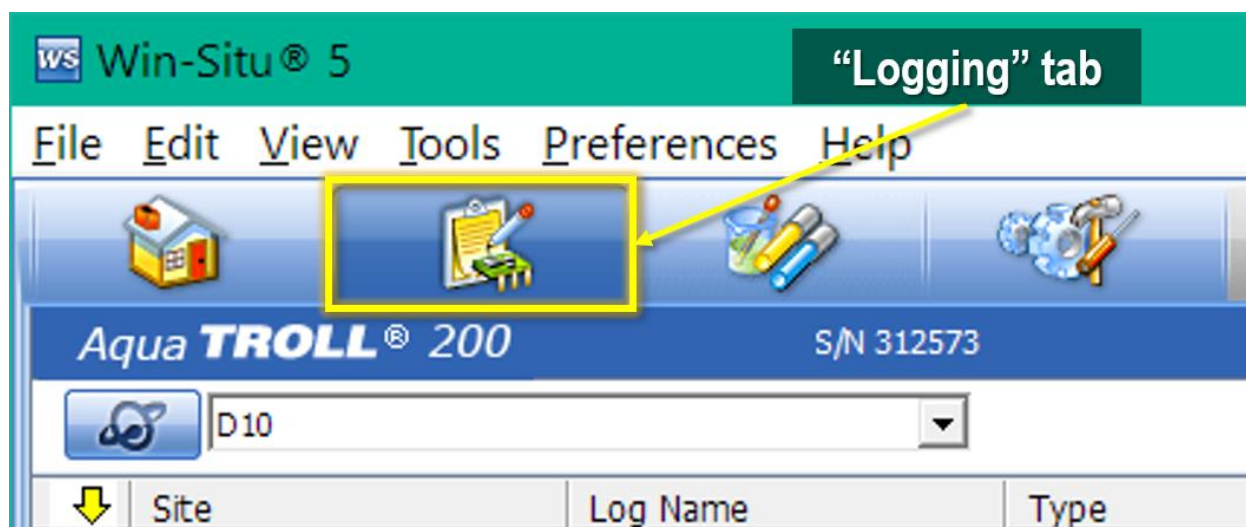 WS Win-Situ® 5
“Logging” tab
File Edit View Tools Preferences Help
Aqua TROLL® 200 S/N 312573
D10
Site Log Name Type